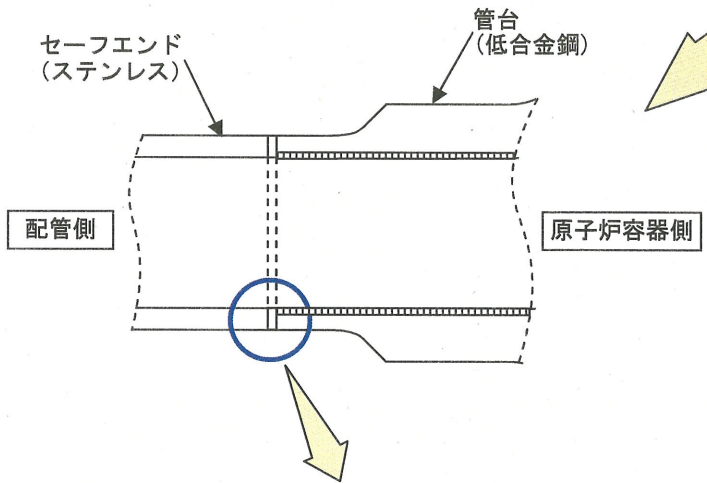 セーフエンド
(ステンレス)
管台
(低合金鋼)
配管側
原子炉容器側